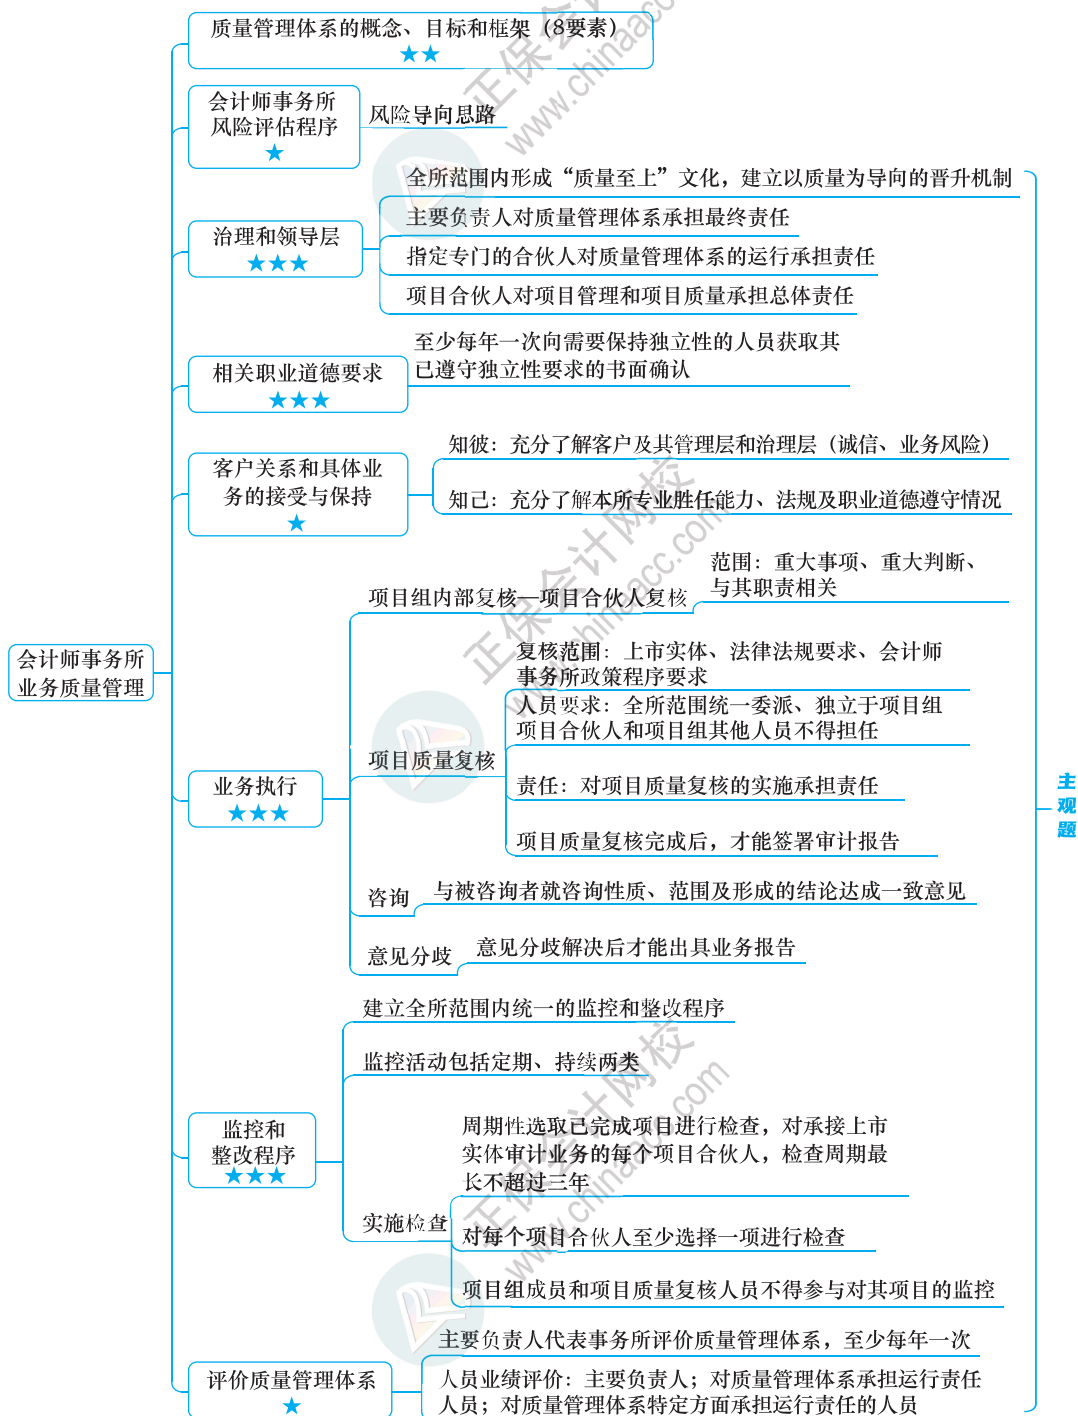 质量管理体系的概念、目标和框架（8要素）
★★
会计师事务所
风险评估程序
★
风险导向思路
治理和领导层
★★★
全所范围内形成“质量至上”文化，建立以质量为导向的晋升机制
主要负责人对质量管理体系承担最终责任
指定专门的合伙人对质量管理体系的运行承担责任
项目合伙人对项目管理和项目质量承担总体责任
相关职业道德要求
★★★
至少每年一次向需要保持独立性的人员获取其
已遵守独立性要求的书面确认
客户关系和具体业
务的接受与保持
★
知彼：充分了解客户及其管理层和治理层（诚信、业务风险）
知己：充分了解本所专业胜任能力、法规及职业道德遵守情况
会计师事务所
业务质量管理
业务执行
★★★
项目组内部复核—项目合伙人复核
范围：重大事项、重大判断、
与其职责相关
项目质量复核
复核范围：上市实体、法律法规要求、会计师
事务所政策程序要求
人员要求：全所范围统一委派、独立于项目组
项目合伙人和项目组其他人员不得担任
责任：对项目质量复核的实施承担责任
项目质量复核完成后，才能签署审计报告
咨询
与被咨询者就咨询性质、范围及形成的结论达成一致意见
意见分歧
意见分歧解决后才能出具业务报告
监控和
整改程序
★★★
建立全所范围内统一的监控和整改程序
监控活动包括定期、持续两类
实施检查
周期性选取已完成项目进行检查，对承接上市
实体审计业务的每个项目合伙人，检查周期最
长不超过三年
对每个项目合伙人至少选择一项进行检查
项目组成员和项目质量复核人员不得参与对其项目的监控
评价质量管理体系
★
主要负责人代表事务所评价质量管理体系，至少每年一次
人员业绩评价：主要负责人；对质量管理体系承担运行责任
人员；对质量管理体系特定方面承担运行责任的人员
主
观
题
正保会计网校
www.chinaacc.com
正保会计网校
www.chinaacc.com
正保会计网校
www.chinaacc.com